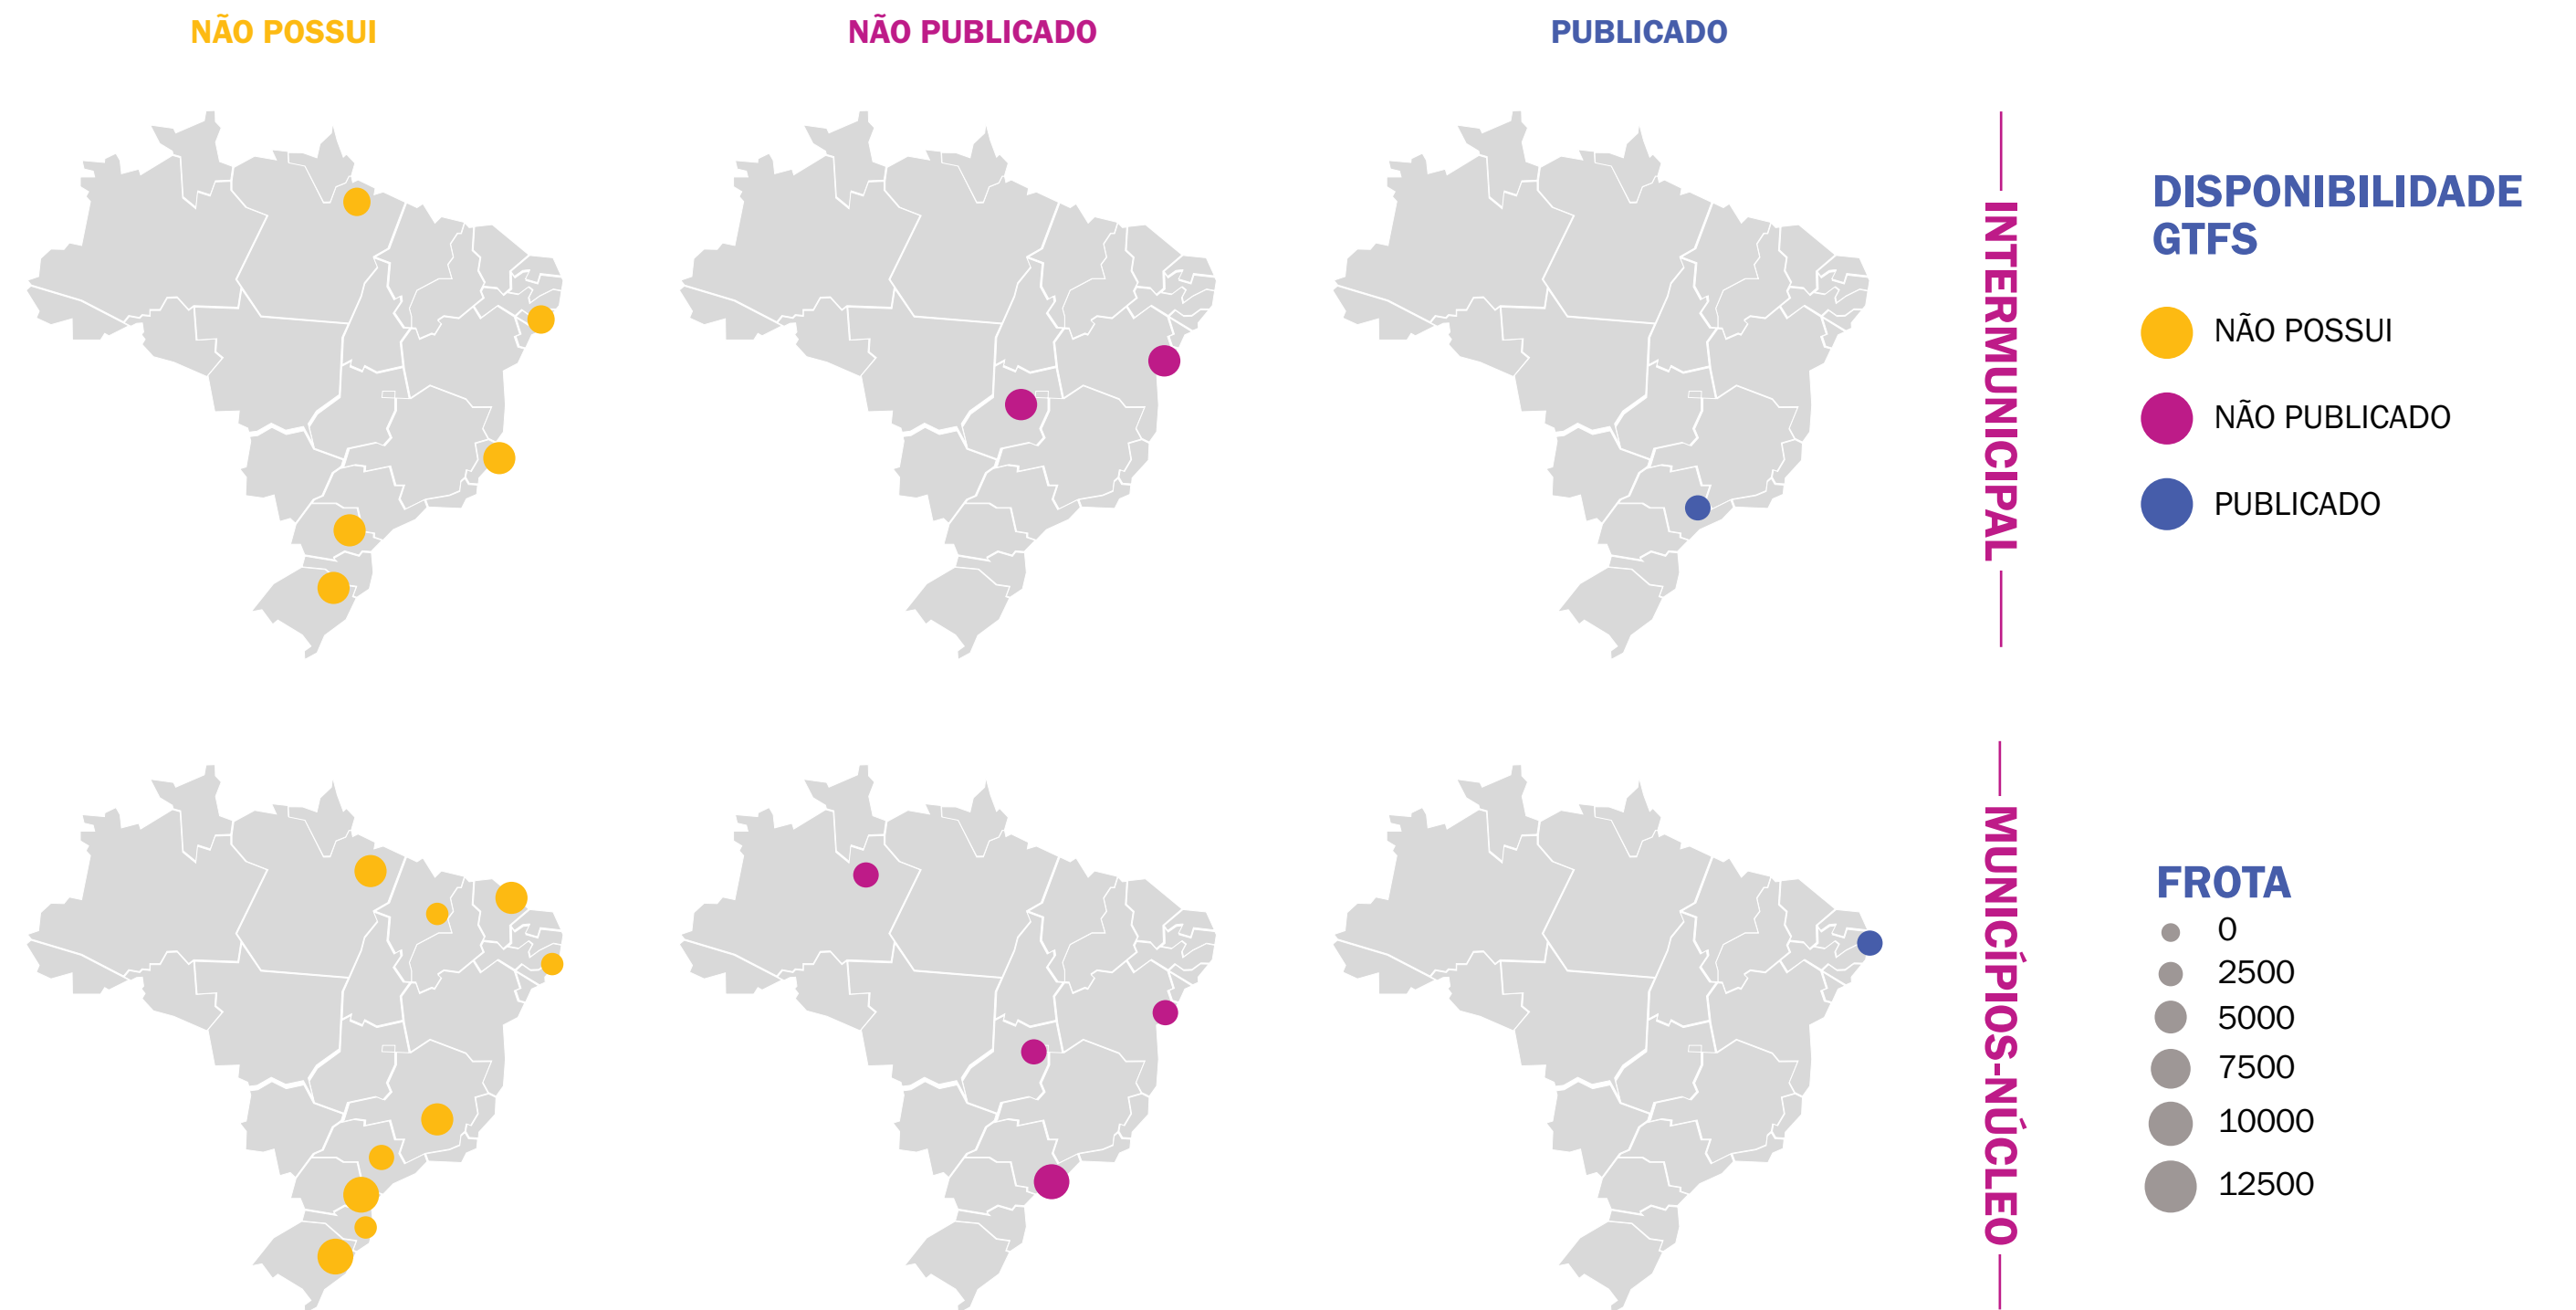 NÃO POSSUI
NÃO PUBLICADO
PUBLICADO
INTERMUNICIPAL
DISPONIBILIDADE
GTFS
NÃO POSSUI
NÃO PUBLICADO
PUBLICADO
MUNICÍPIOS-NÚCLEO
FROTA
0
2500
5000
7500
10000
12500